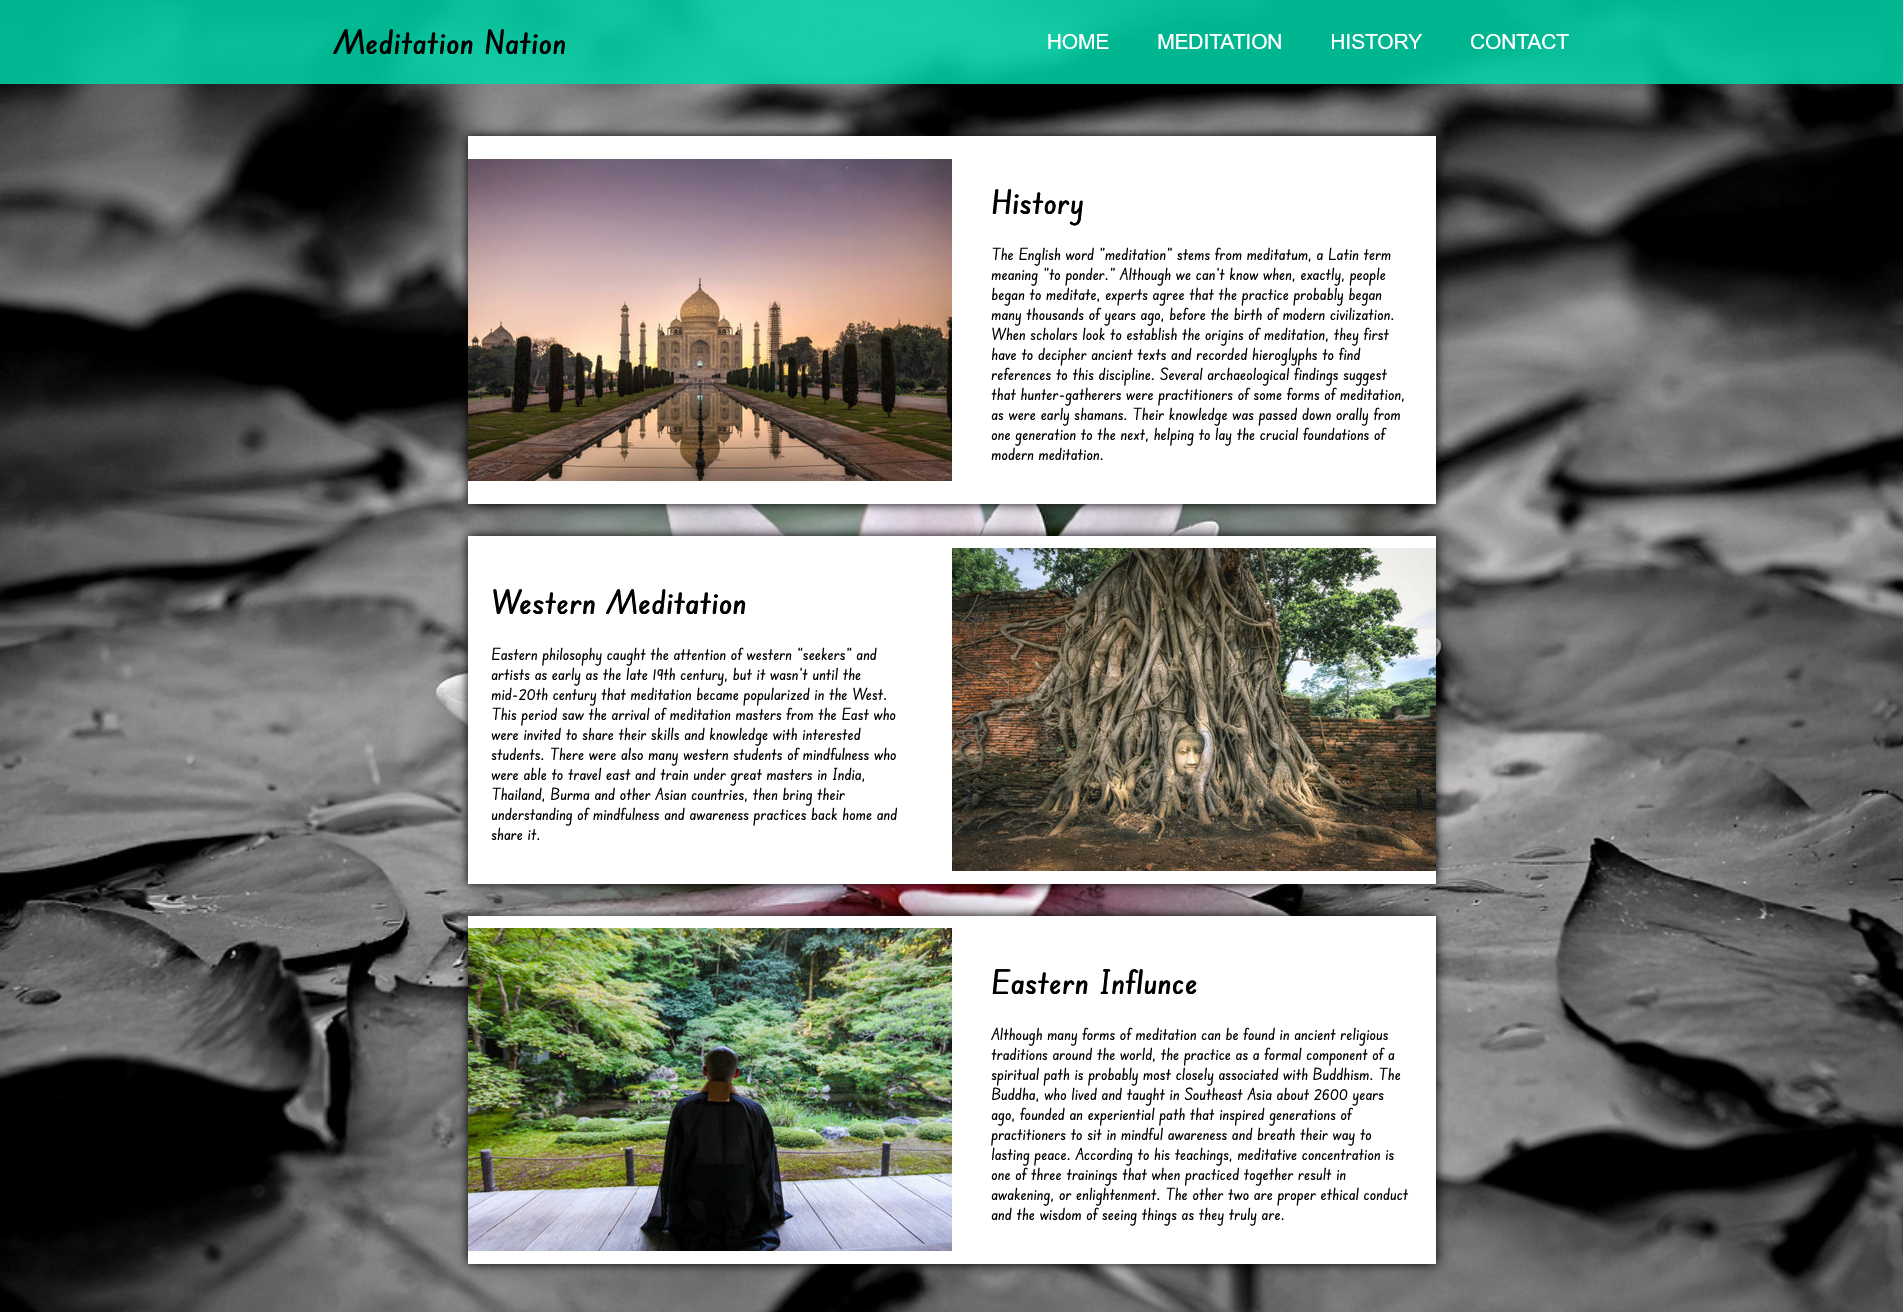 Meditation Nation
HOME MEDITATION HISTORY CONTACT
History
The English word "meditation" stems from meditatum, a Latin term
meaning "to ponder." Although we can't know when, exactly, people
began to meditate, experts agree that the practice probably began
many thousands of years ago, before the birth of modern civilization.
When scholars look to establish the origins of meditation, they first
have to decipher ancient texts and recorded hieroglyphs to find
references to this discipline. Several archaeological findings suggest
that hunter-gatherers were practitioners of some forms of meditation,
as were early shamans. Their knowledge was passed down orally from
one generation to the next, helping to lay the crucial foundations of
modern meditation.
Western Meditation
Eastern philosophy caught the attention of western "seekers" and
artists as early as the late 19th century, but it wasn't until the
mid-20th century that meditation became popularized in the West.
This period saw the arrival of meditation masters from the East who
were invited to share their skills and knowledge with interested
students. There were also many western students of mindfulness who
were able to travel east and train under great masters in India,
Thailand, Burma and other Asian countries, then bring their
understanding of mindfulness and awareness practices back home and
share it.
Eastern Influnce
Although many forms of meditation can be found in ancient religious
traditions around the world, the practice as a formal component of a
spiritual path is probably most closely associated with Buddhism. The
Buddha, who lived and taught in Southeast Asia about 2600 years
ago, founded an experiential path that inspired generations of
practitioners to sit in mindful awareness and breath their way to
lasting peace. According to his teachings, meditative concentration is
one of three trainings that when practiced together result in
awakening, or enlightenment. The other two are proper ethical conduct
and the wisdom of seeing things as they truly are.